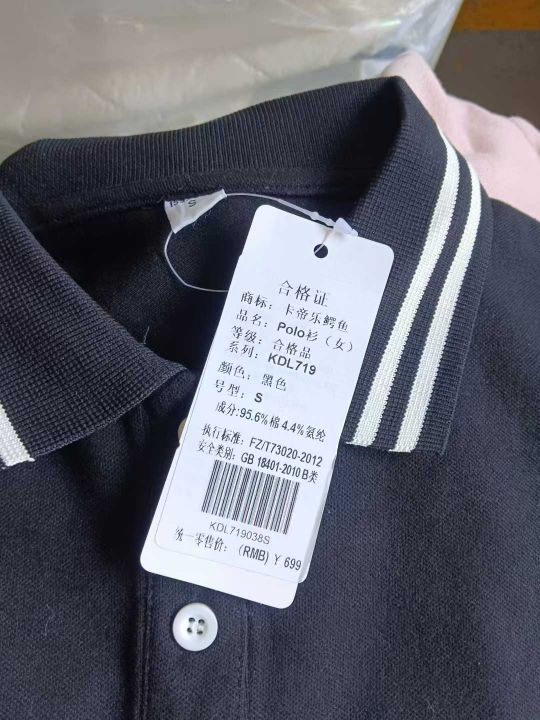 S
合格证
商标：卡帝乐鳄鱼
品名：Polo衫（女）
等级：合格品
系列：KDL719
颜色：黑色
号型：S
成分：95.6%棉 4.4%氨纶
执行标准：FZ/T73020-2012
安全类别：GB 18401-2010 B类
KDL719038S
统一零售价：（RMB)￥ 699